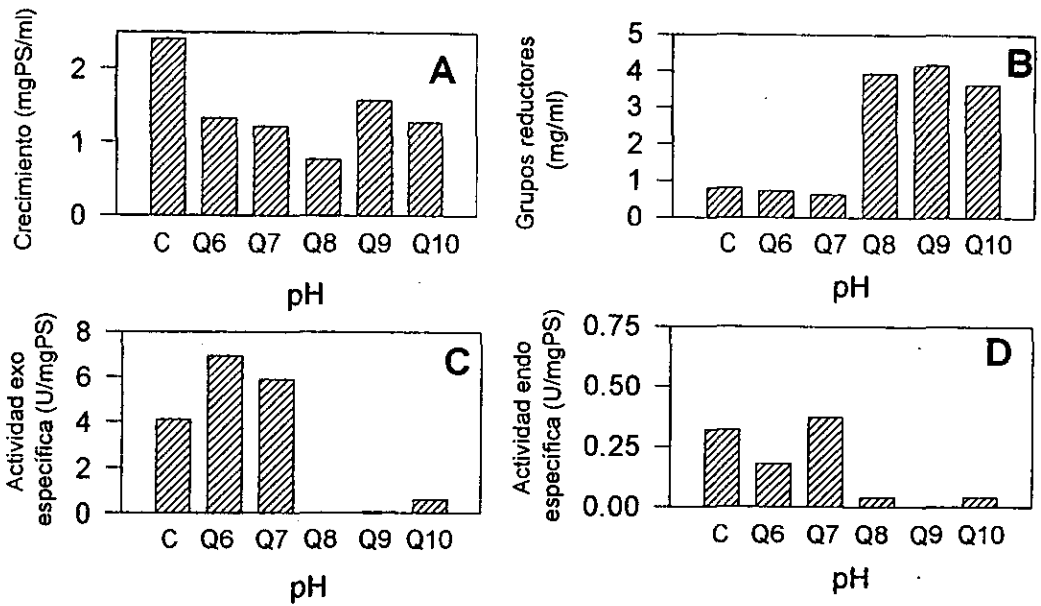 A
Crecimiento (mgPS/ml)
2
1
0
C Q6 Q7 Q8 Q9 Q10
pH
B
Grupos reductores
(mg/ml)
5
4
3
2
1
0
C Q6 Q7 Q8 Q9 Q10
pH
C
Actividad exo
específica (U/mgPS)
8
6
4
2
0
C Q6 Q7 Q8 Q9 Q10
pH
D
Actividad endo
específica (U/mgPS)
0.75
0.50
0.25
0.00
C Q6 Q7 Q8 Q9 Q10
pH